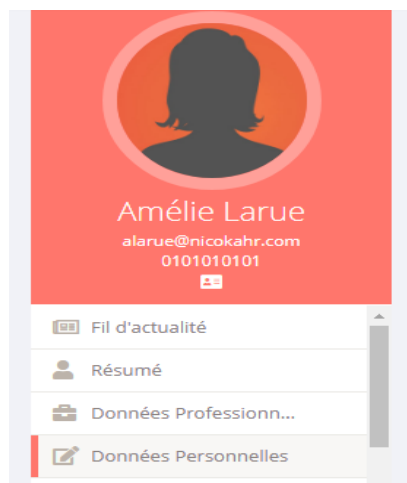 Amélie Larue
alarue@nicokahr.com
0101010101
Fil d'actualité
Résumé
Données Professionn...
Données Personnelles